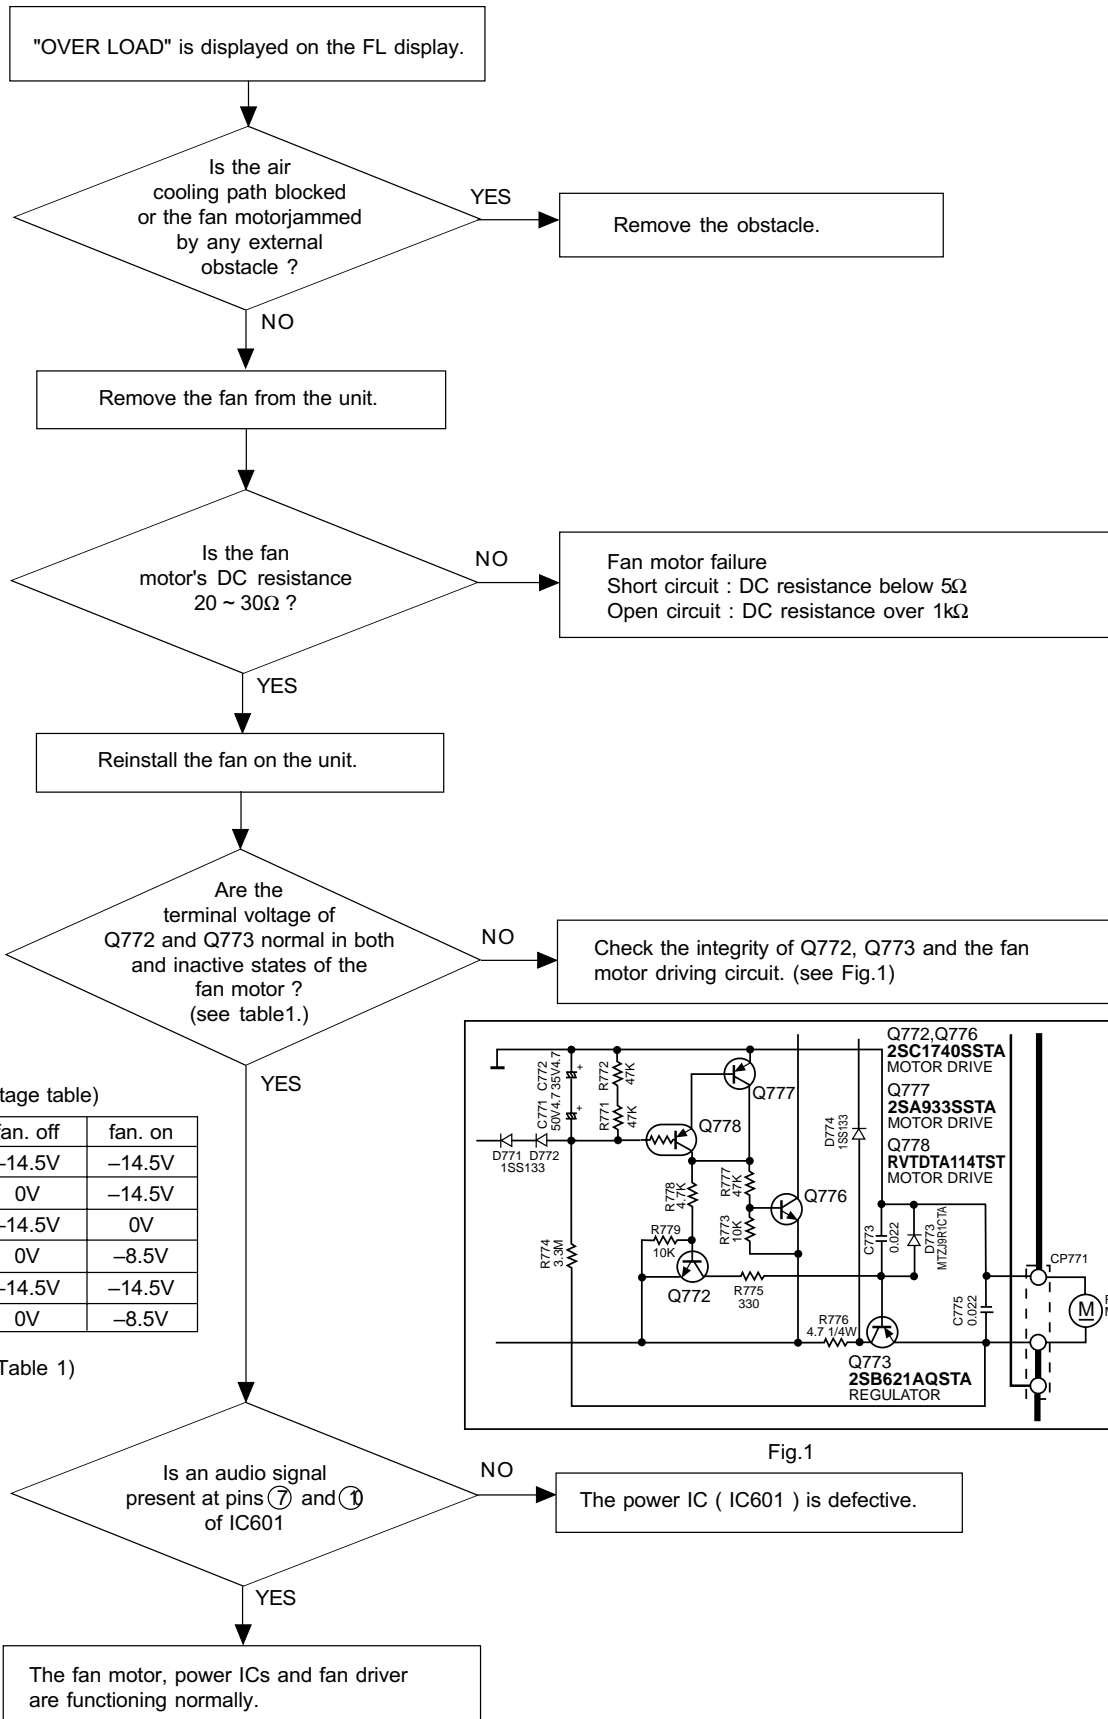 "OVER LOAD" is displayed on the FL display.
Is the air
cooling path blocked
or the fan motorjammed
by any external
obstacle ?
YES
Remove the obstacle.
NO
Remove the fan from the unit.
Is the fan
motor's DC resistance
20 ~ 30Ω ?
NO
Fan motor failure
Short circuit : DC resistance below 5Ω
Open circuit : DC resistance over 1kΩ
YES
Reinstall the fan on the unit.
Are the
terminal voltage of
Q772 and Q773 normal in both
and inactive states of the
fan motor ?
(see table1.)
NO
Check the integrity of Q772, Q773 and the fan
motor driving circuit. (see Fig.1)
YES
tage table)
fan. off fan. on
–14.5V –14.5V
0V –14.5V
–14.5V 0V
0V –8.5V
–14.5V –14.5V
0V –8.5V
Table 1)
Q772,Q776
2SC1740SSTA
MOTOR DRIVE
Q777
2SA933SSTA
MOTOR DRIVE
Q778
RVTDTA114TST
MOTOR DRIVE
C772
35V4.7
C771
50V4.7
R772
47K
R771
47K
Q777
Q778
D771 D772
1SS133
D774
1SS133
R778
4.7K
R777
47K
R773
10K
Q776
R774
3.3M
R779
10K
Q772
R775
330
C773
0.022
D773
MTZJ9R1CTA
CP771
C775
0.022
M
R776
4.7 1/4W
Q773
2SB621AQSTA
REGULATOR
Fig.1
Is an audio signal
present at pins ⑦ and
of IC601
NO
The power IC ( IC601 ) is defective.
YES
The fan motor, power ICs and fan driver
are functioning normally.